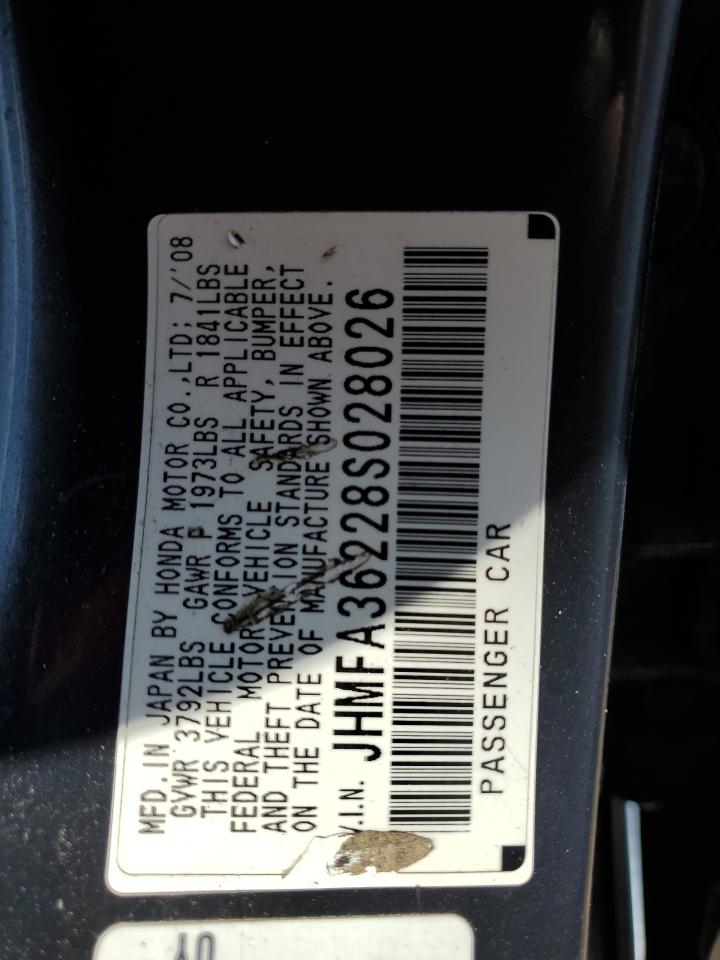 MFD.IN JAPAN BY HONDA MOTOR CO.,LTD; 7/'08
GVWR 3792LBS GAWR F 1973LBS R 1841LBS
THIS VEHICLE CONFORMS TO ALL APPLICABLE
FEDERAL MOTOR VEHICLE SAFETY, BUMPER,
AND THEFT PREVENTION STANDARDS IN EFFECT
ON THE DATE OF MANUFACTURE SHOWN ABOVE.
V.I.N. JHMFA36228S028026
PASSENGER CAR